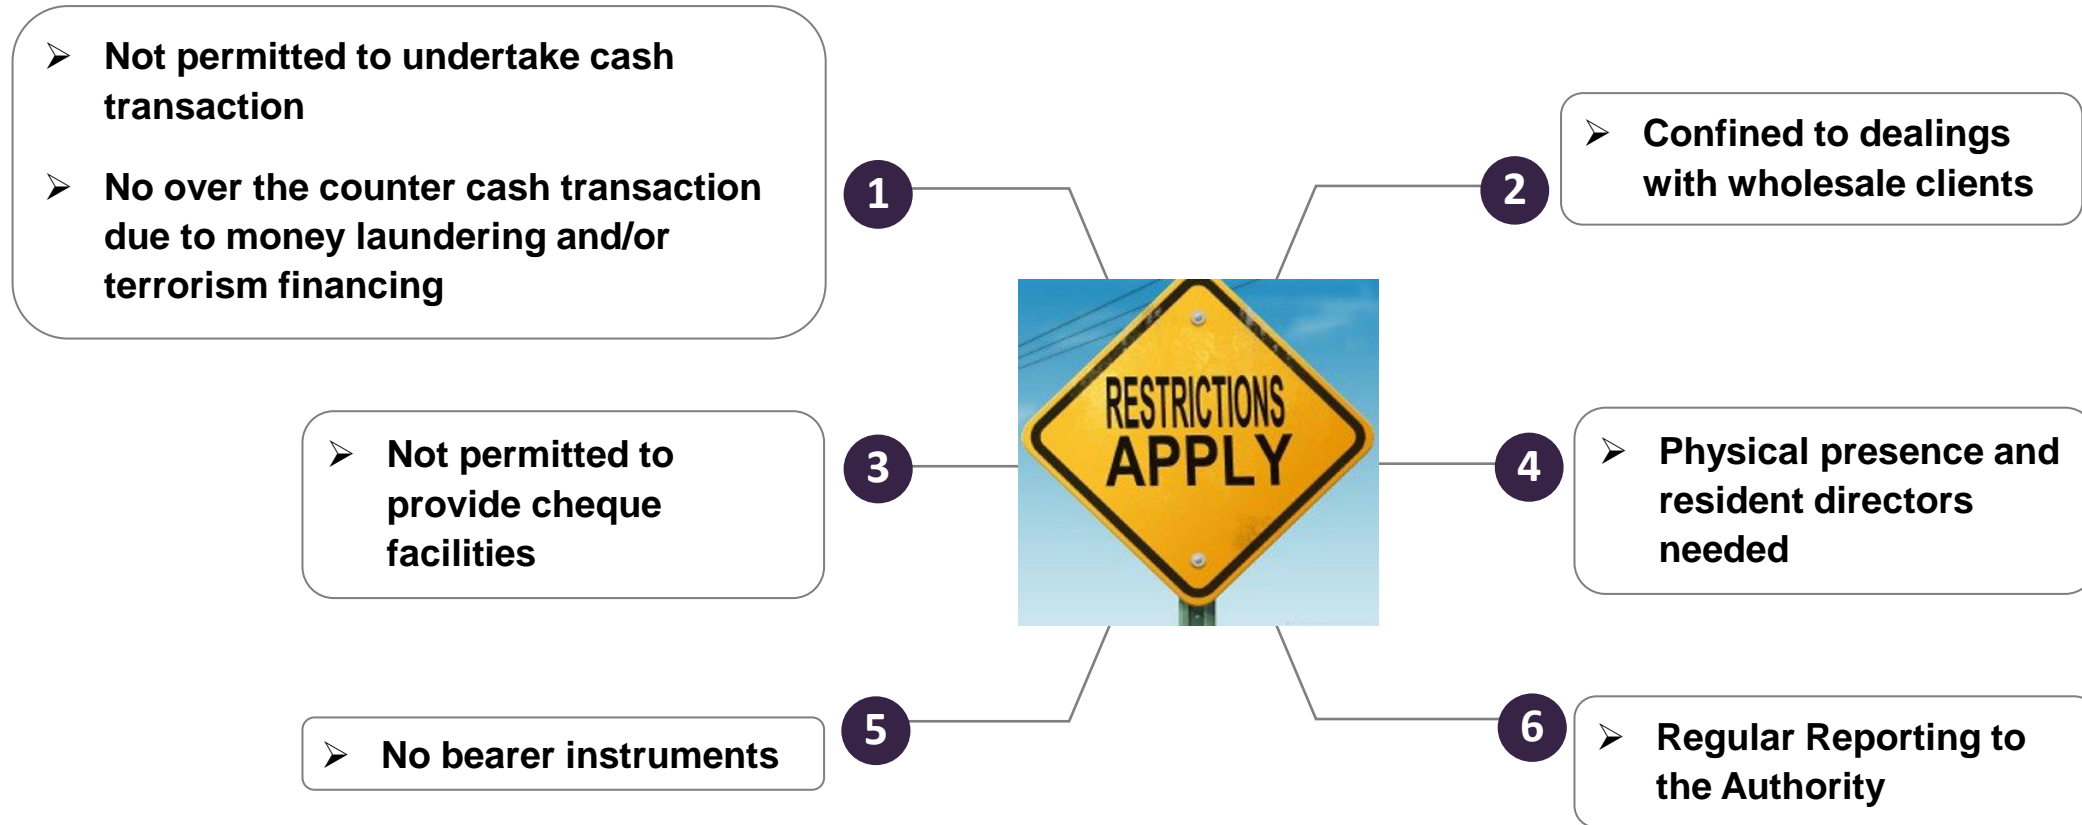 ➢ Not permitted to undertake cash
transaction
➢ No over the counter cash transaction
due to money laundering and/or
terrorism financing
1
2
➢ Confined to dealings
with wholesale clients
RESTRICTIONS
APPLY
➢ Not permitted to
provide cheque
facilities
3
4
➢ Physical presence and
resident directors
needed
➢ No bearer instruments
5
6
➢ Regular Reporting to
the Authority